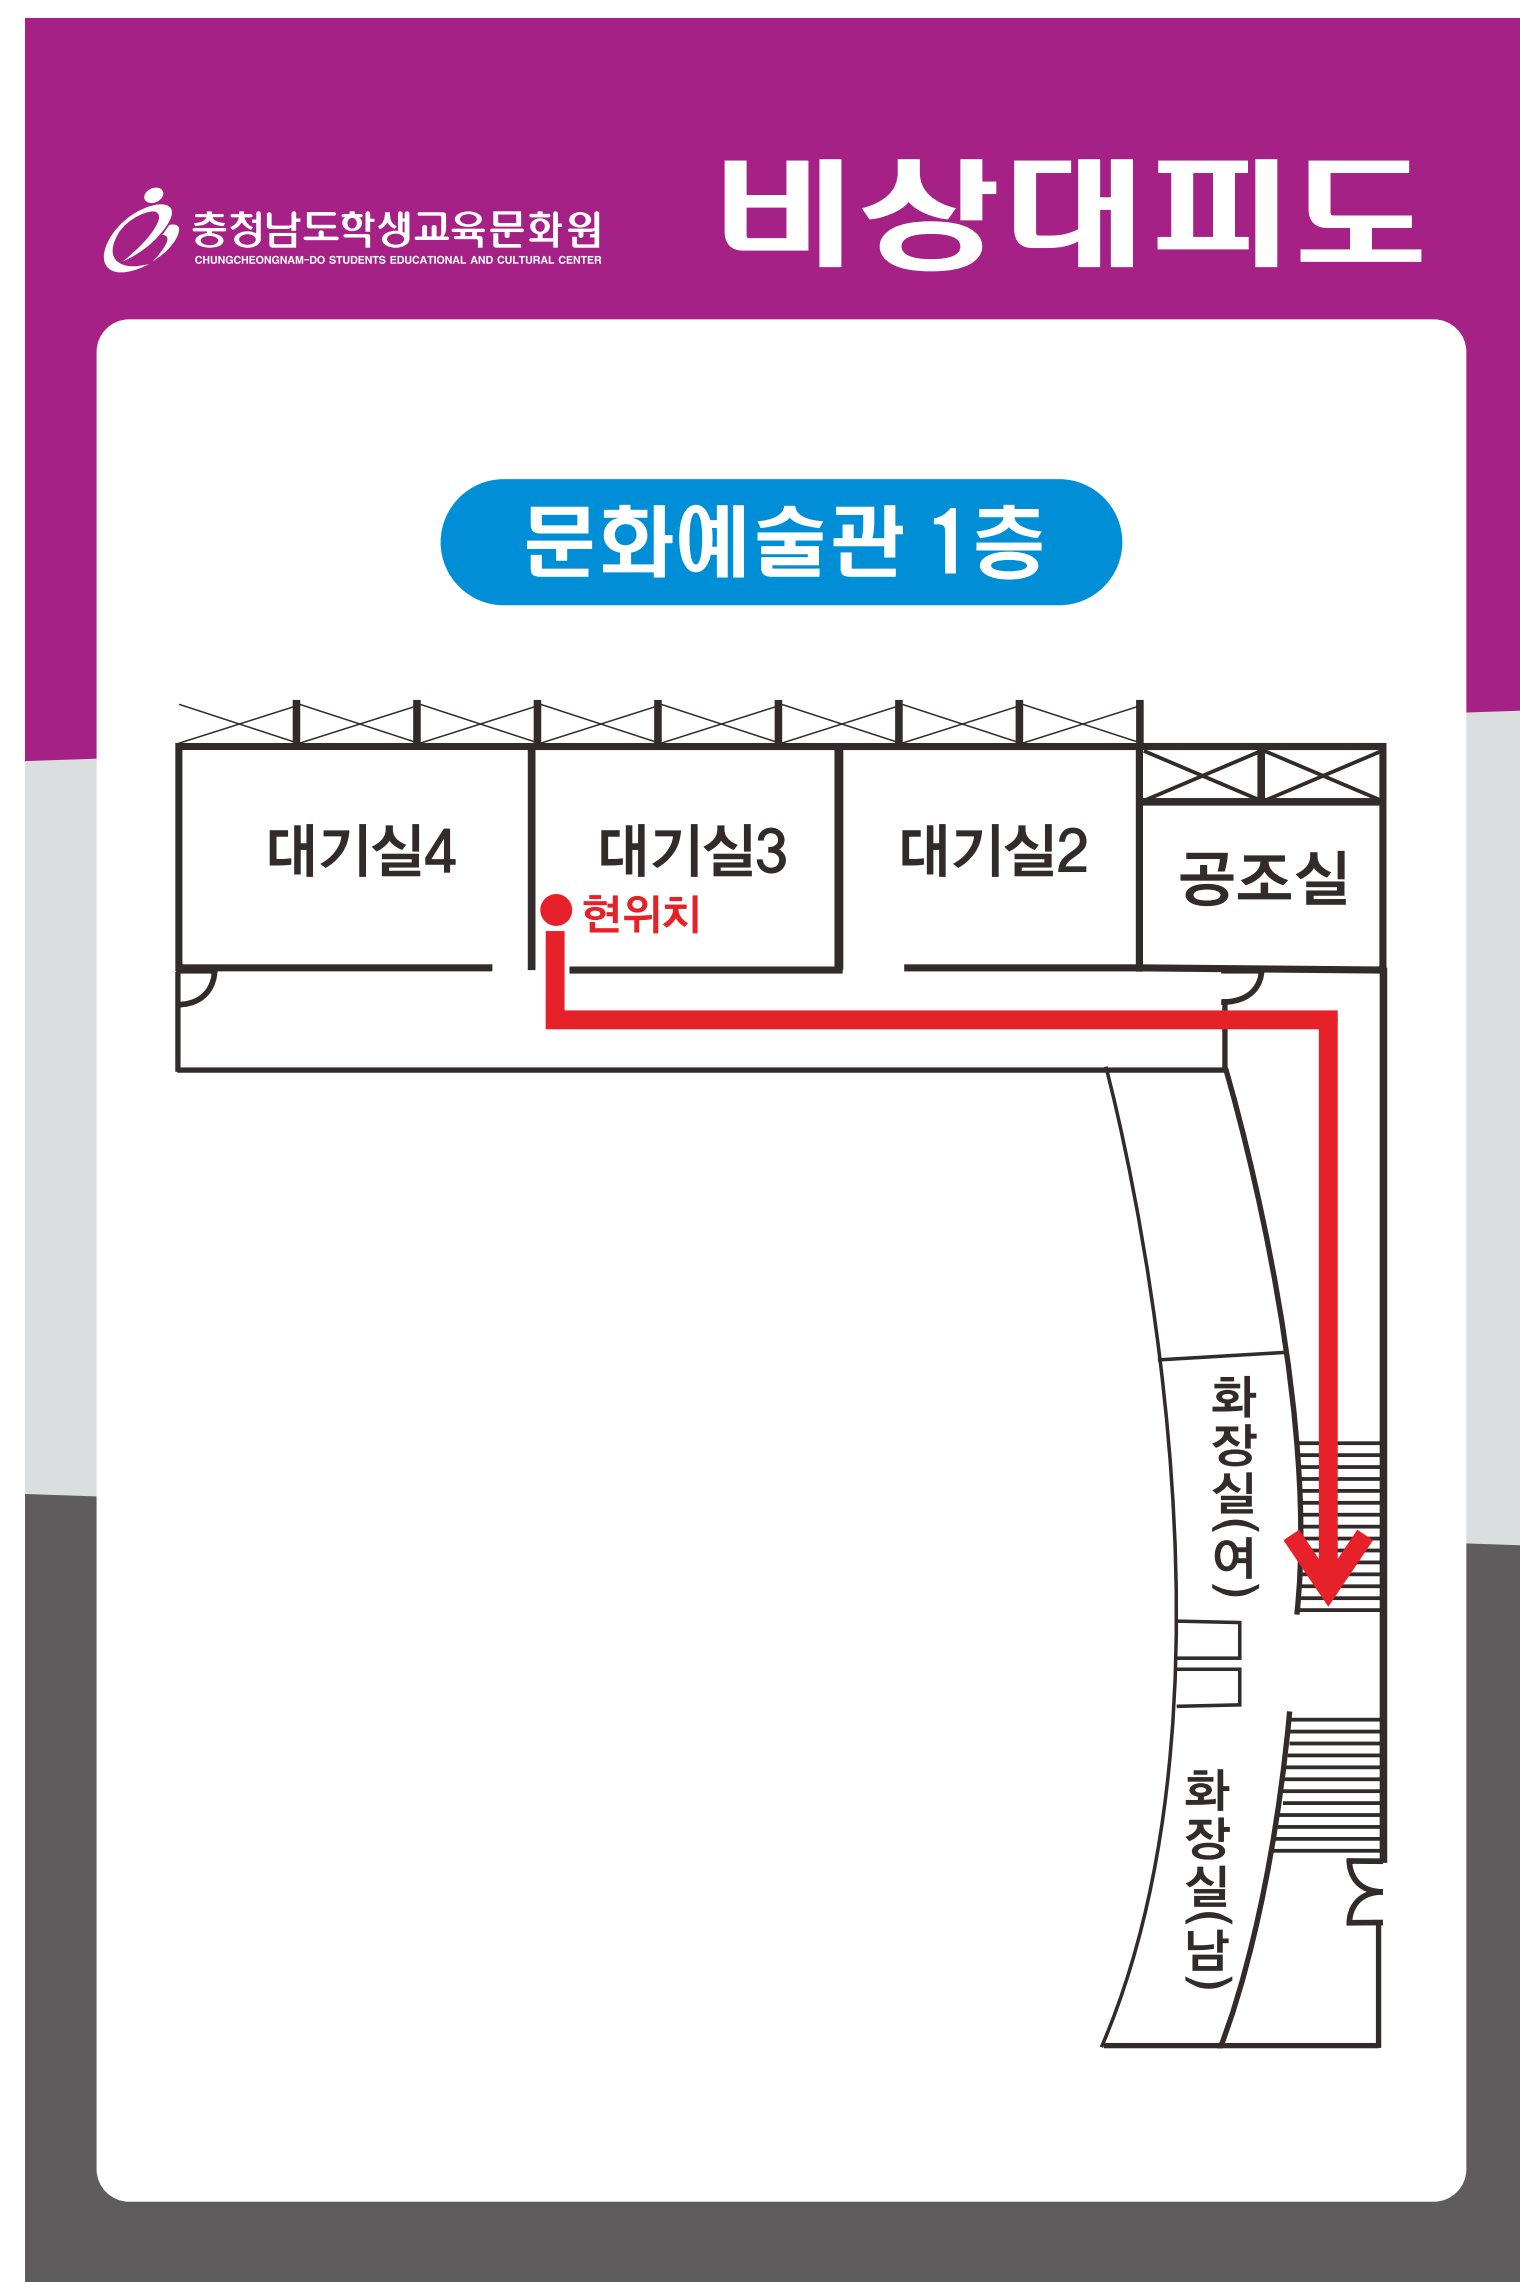 비상대피도
충청남도학생교육문화원
CHUNGCHEONGNAM-DO STUDENTS EDUCATIONAL AND CULTURAL CENTER
문화예술관 1층
대기실4
대기실3
대기실2
공조실
현위치
화장실(여)
화장실(남)